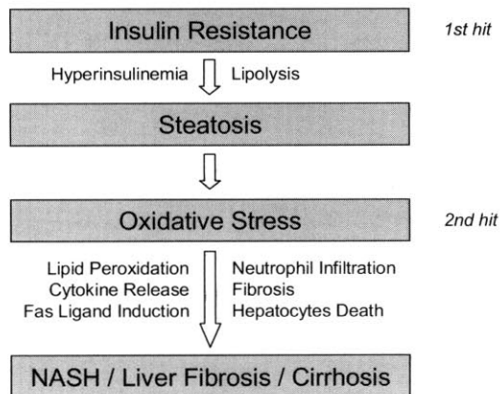 Insulin Resistance 1st hit
Hyperinsulinemia Lipolysis
Steatosis
Oxidative Stress 2nd hit
Lipid Peroxidation Neutrophil Infiltration
Cytokine Release Fibrosis
Fas Ligand Induction Hepatocytes Death
NASH / Liver Fibrosis / Cirrhosis